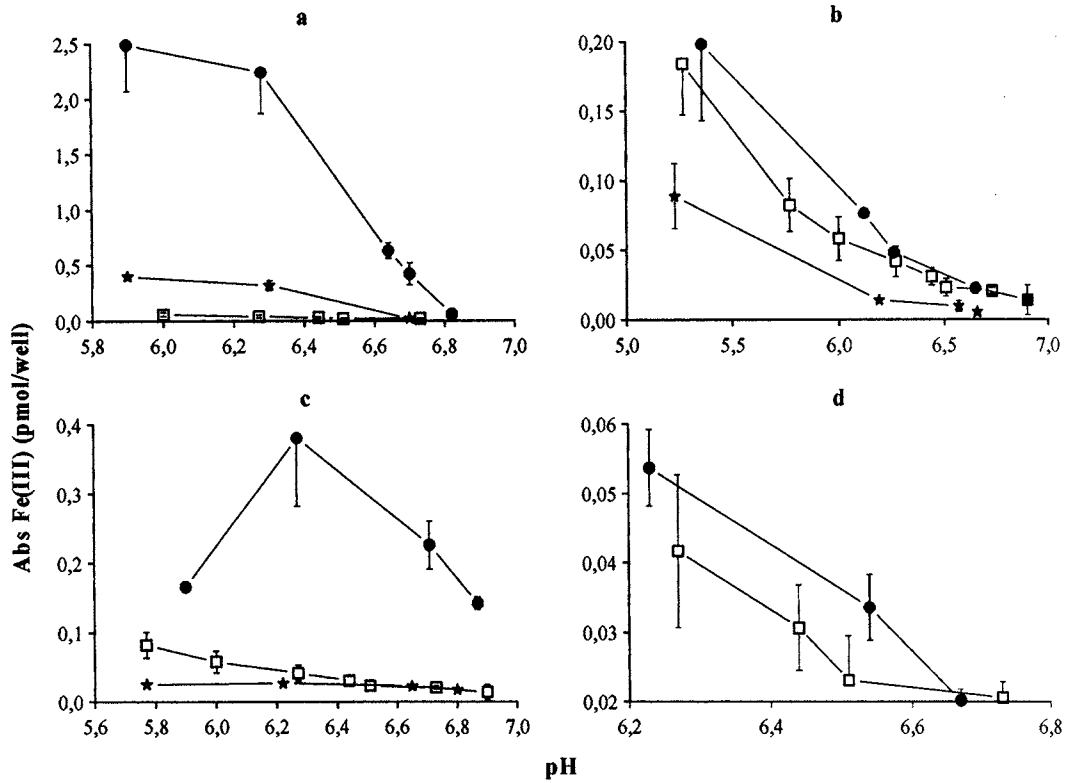 a
2,5
2,0
1,5
1,0
0,5
0,0
5,8 6,0 6,2 6,4 6,6 6,8 7,0
b
0,20
0,15
0,10
0,05
0,00
5,0 5,5 6,0 6,5 7,0
Abs Fe(III) (pmol/well)
c
0,4
0,3
0,2
0,1
0,0
5,6 5,8 6,0 6,2 6,4 6,6 6,8 7,0
d
0,06
0,05
0,04
0,03
0,02
6,2 6,4 6,6 6,8
pH